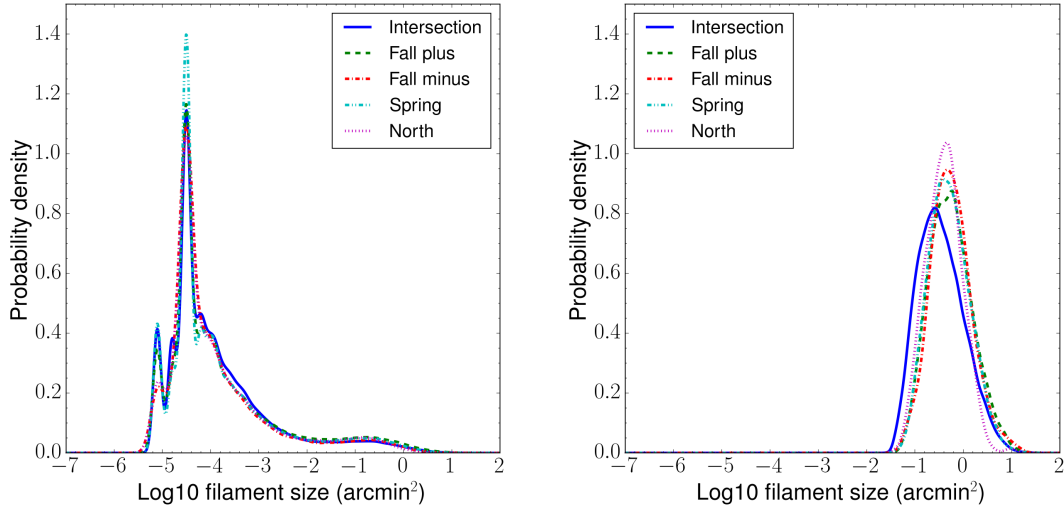 1.4
1.2
1.0
0.8
0.6
0.4
0.2
0.0
Probability density
Intersection
Fall plus
Fall minus
Spring
North
−7 −6 −5 −4 −3 −2 −1 0 1 2
Log10 filament size (arcmin²)
1.4
1.2
1.0
0.8
0.6
0.4
0.2
0.0
Probability density
Intersection
Fall plus
Fall minus
Spring
North
−7 −6 −5 −4 −3 −2 −1 0 1 2
Log10 filament size (arcmin²)